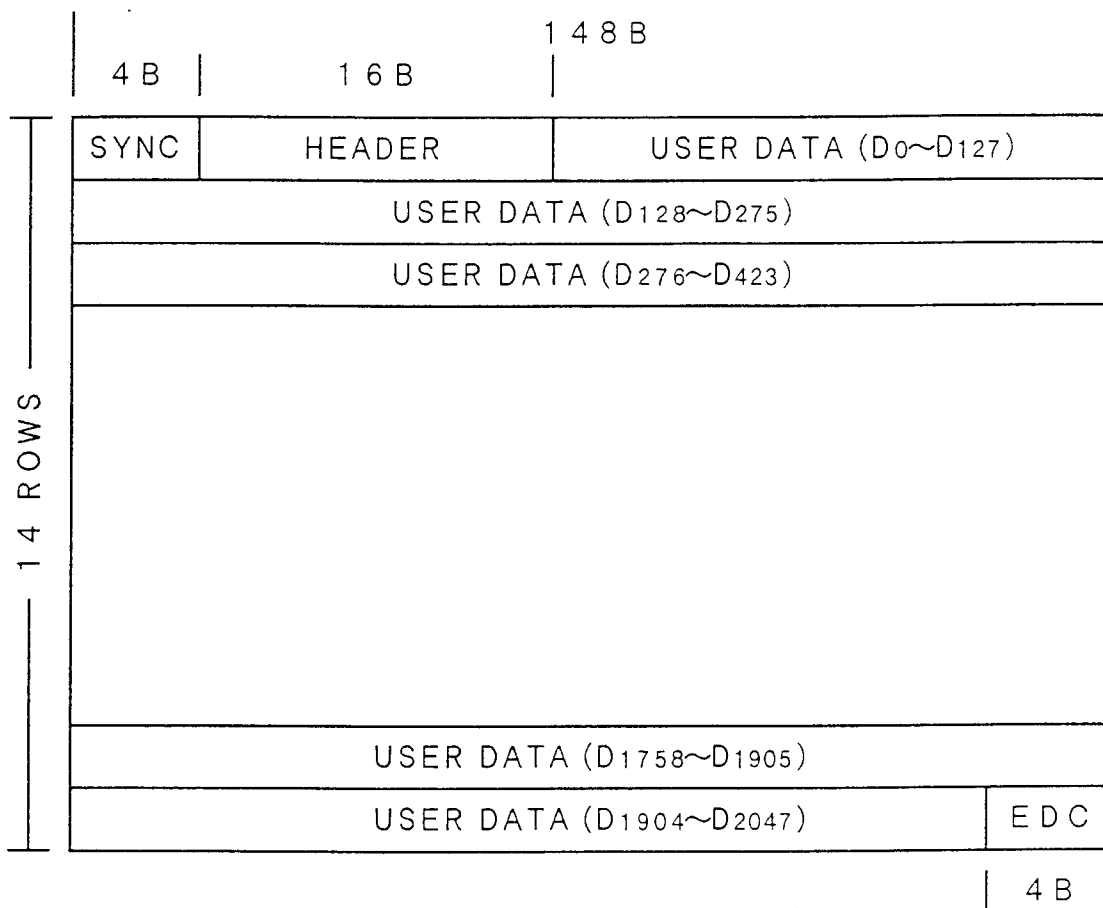 148B
4B 16B
SYNC HEADER USER DATA (D0~D127)
USER DATA (D128~D275)
USER DATA (D276~D423)
14 ROWS
USER DATA (D1758~D1905)
USER DATA (D1904~D2047) EDC
4B